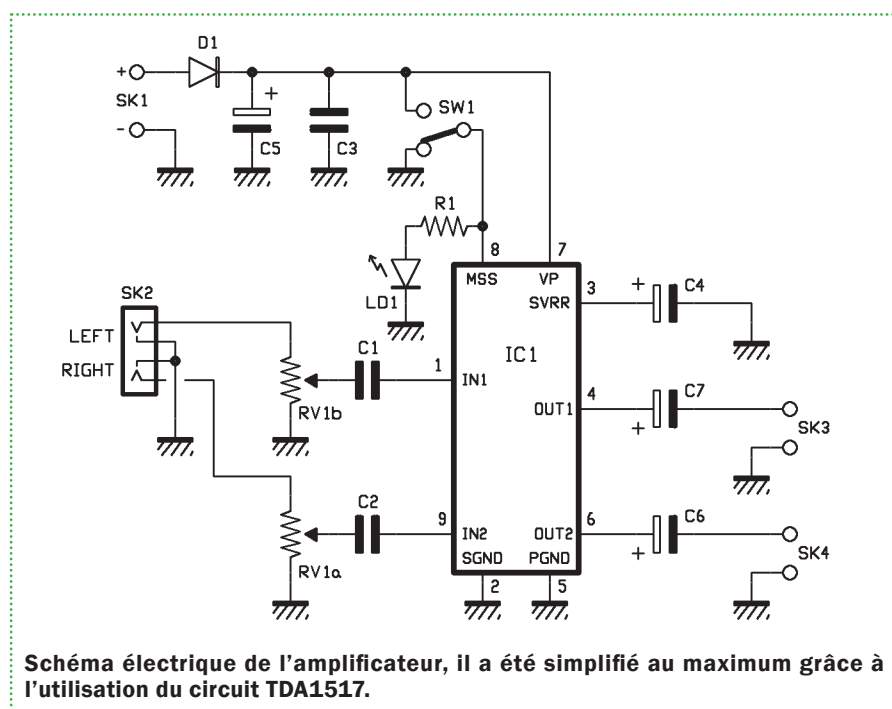 D1
+
SK1
-
+
C5
C3
SW1
R1
LD1
8
7
MSS
VP
SVRR
3
+
C4
SK2
LEFT
RIGHT
C1
1
IN1
IC1
RV1b
OUT1
4
+
C7
SK3
C2
9
IN2
OUT2
6
+
C6
SK4
SGND
PGND
RV1a
2
5
Schéma électrique de l'amplificateur, il a été simplifié au maximum grâce à
l'utilisation du circuit TDA1517.